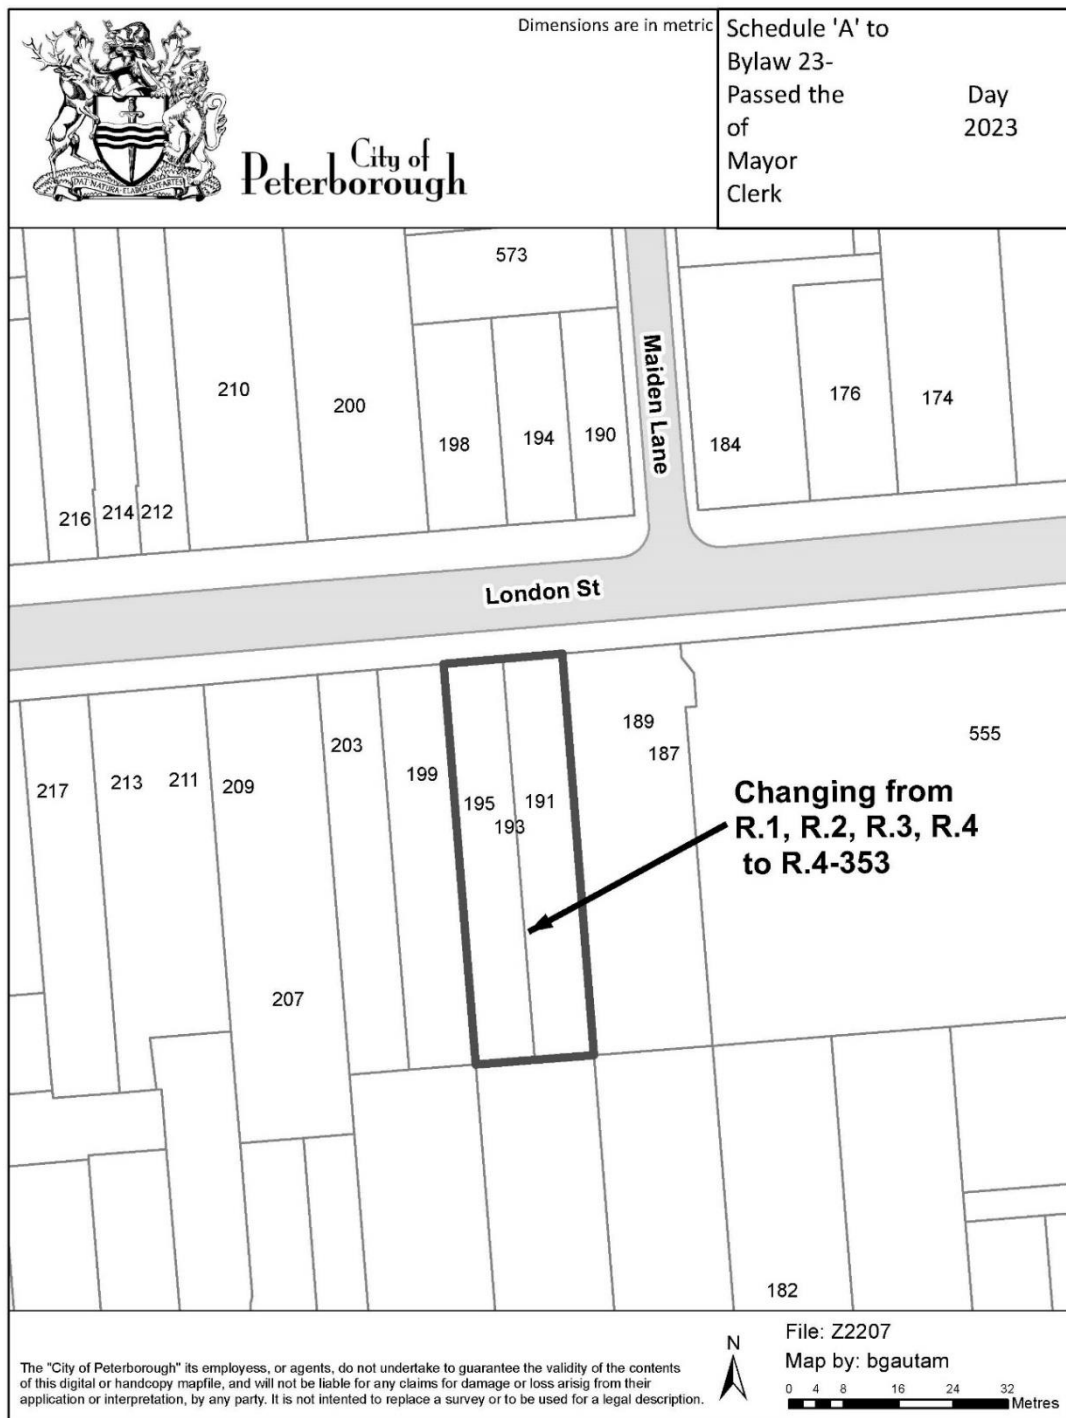 Dimensions are in metric
Schedule 'A' to
Bylaw 23-
Passed the Day
of 2023
Mayor
Clerk
DAT NATURA ELABORANT ARTES
City of
Peterborough
573
210
200
198
194
190
Maiden Lane
184
176
174
216
214
212
London St
217
213
211
209
203
199
195
193
191
189
187
555
207
Changing from
R.1, R.2, R.3, R.4
to R.4-353
182
The "City of Peterborough" its employess, or agents, do not undertake to guarantee the validity of the contents
of this digital or handcopy mapfile, and will not be liable for any claims for damage or loss arisig from their
application or interpretation, by any party. It is not intended to replace a survey or to be used for a legal description.
N
File: Z2207
Map by: bgautam
0 4 8 16 24 32
Metres